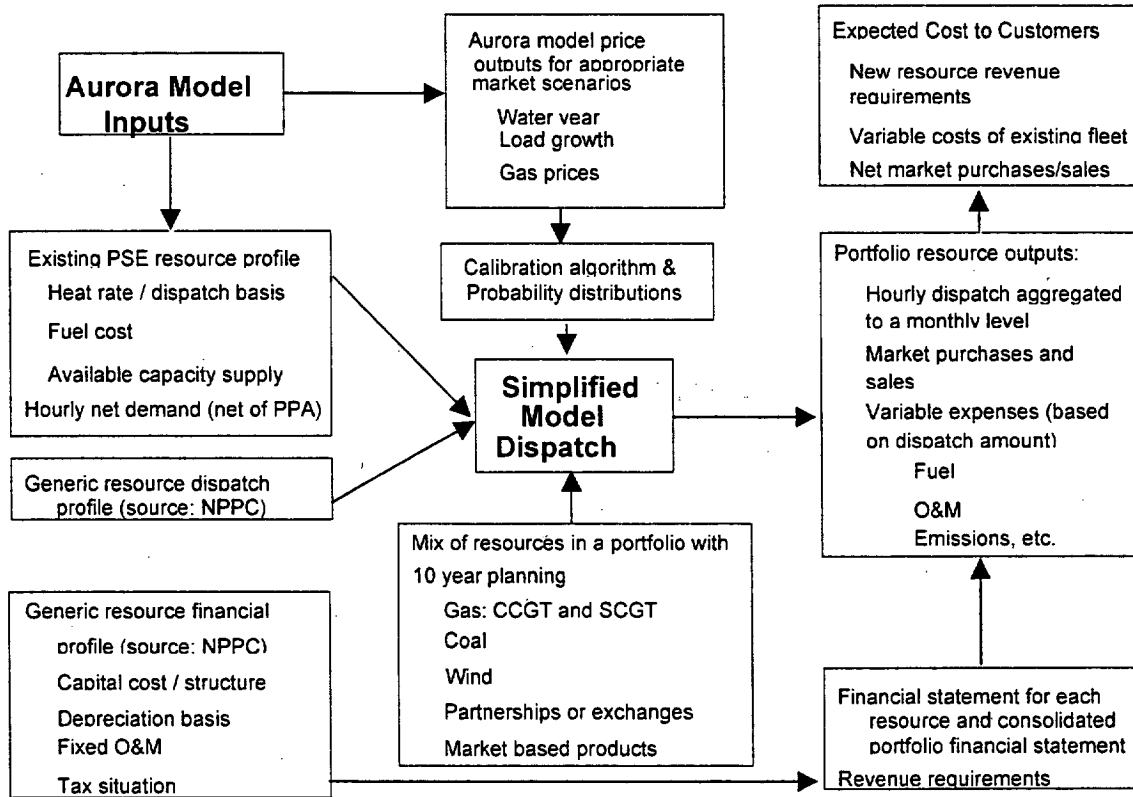 Aurora Model
Inputs
Aurora model price
outputs for appropriate
market scenarios
Water year
Load growth
Gas prices
Expected Cost to Customers
New resource revenue
requirements
Variable costs of existing fleet
Net market purchases/sales
Existing PSE resource profile
Heat rate / dispatch basis
Fuel cost
Available capacity supply
Hourly net demand (net of PPA)
Calibration algorithm &
Probability distributions
Portfolio resource outputs:
Hourly dispatch aggregated
to a monthly level
Market purchases and
sales
Variable expenses (based
on dispatch amount)
Fuel
O&M
Emissions, etc.
Simplified
Model
Dispatch
Generic resource dispatch
profile (source: NPPC)
Mix of resources in a portfolio with
10 year planning
Gas: CCGT and SCGT
Coal
Wind
Partnerships or exchanges
Market based products
Generic resource financial
profile (source: NPPC)
Capital cost / structure
Depreciation basis
Fixed O&M
Tax situation
Financial statement for each
resource and consolidated
portfolio financial statement
Revenue requirements